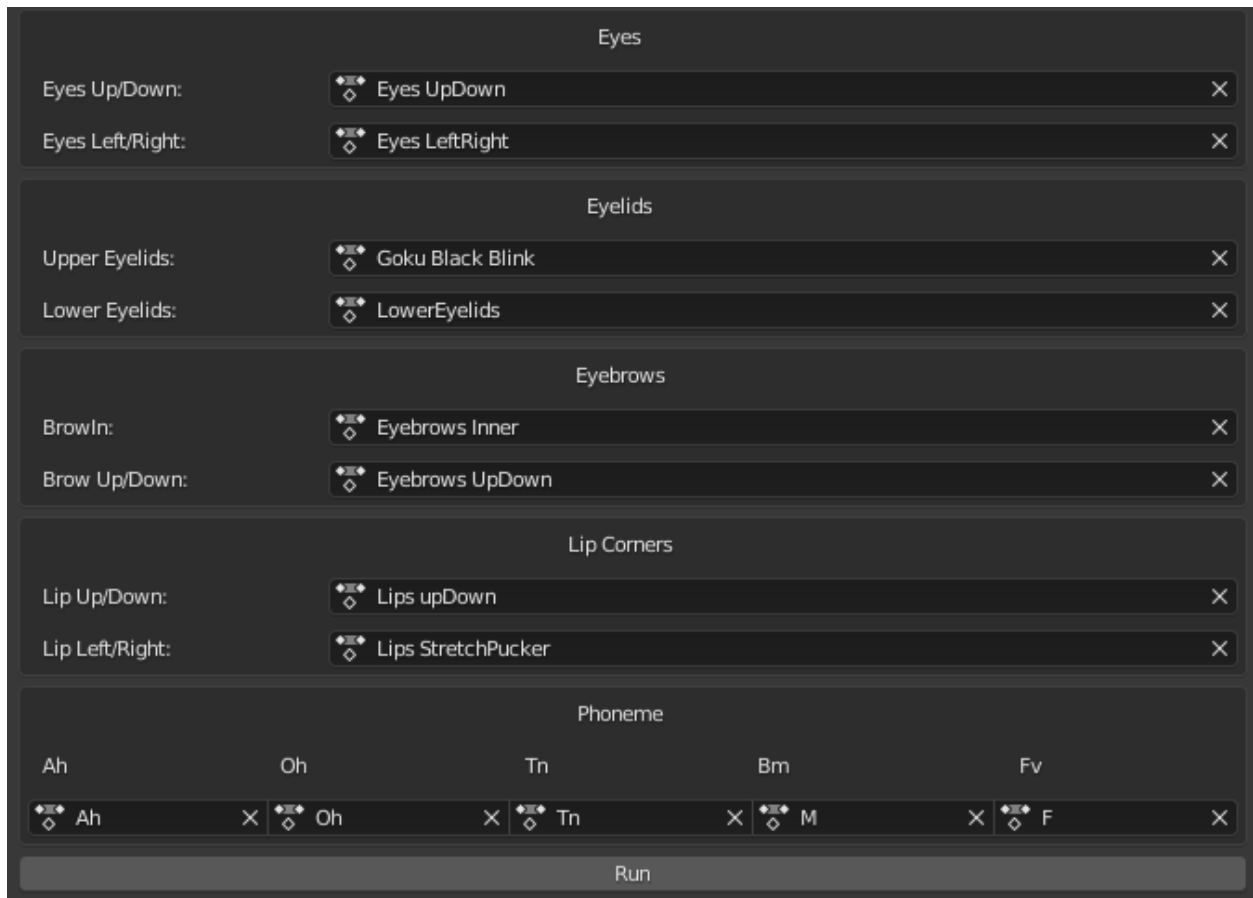 Eyes
Eyes Up/Down: Eyes UpDown
Eyes Left/Right: Eyes LeftRight
Eyelids
Upper Eyelids: Goku Black Blink
Lower Eyelids: LowerEyelids
Eyebrows
BrowIn: Eyebrows Inner
Brow Up/Down: Eyebrows UpDown
Lip Corners
Lip Up/Down: Lips upDown
Lip Left/Right: Lips StretchPucker
Phoneme
Ah Oh Tn Bm Fv
Ah Oh Tn M F
Run